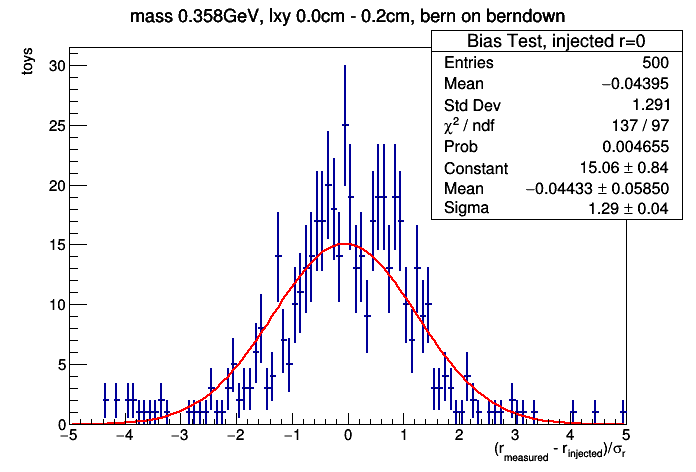 mass 0.358GeV, lxy 0.0cm - 0.2cm, bern on berndown
toys
Bias Test, injected r=0
Entries 500
Mean −0.04395
Std Dev 1.291
χ² / ndf 137 / 97
Prob 0.004655
Constant 15.06 ± 0.84
Mean −0.04433 ± 0.05850
Sigma 1.29 ± 0.04
30
25
20
15
10
5
0
−5 −4 −3 −2 −1 0 1 2 3 4 5
(r_measured - r_injected)/σ_r